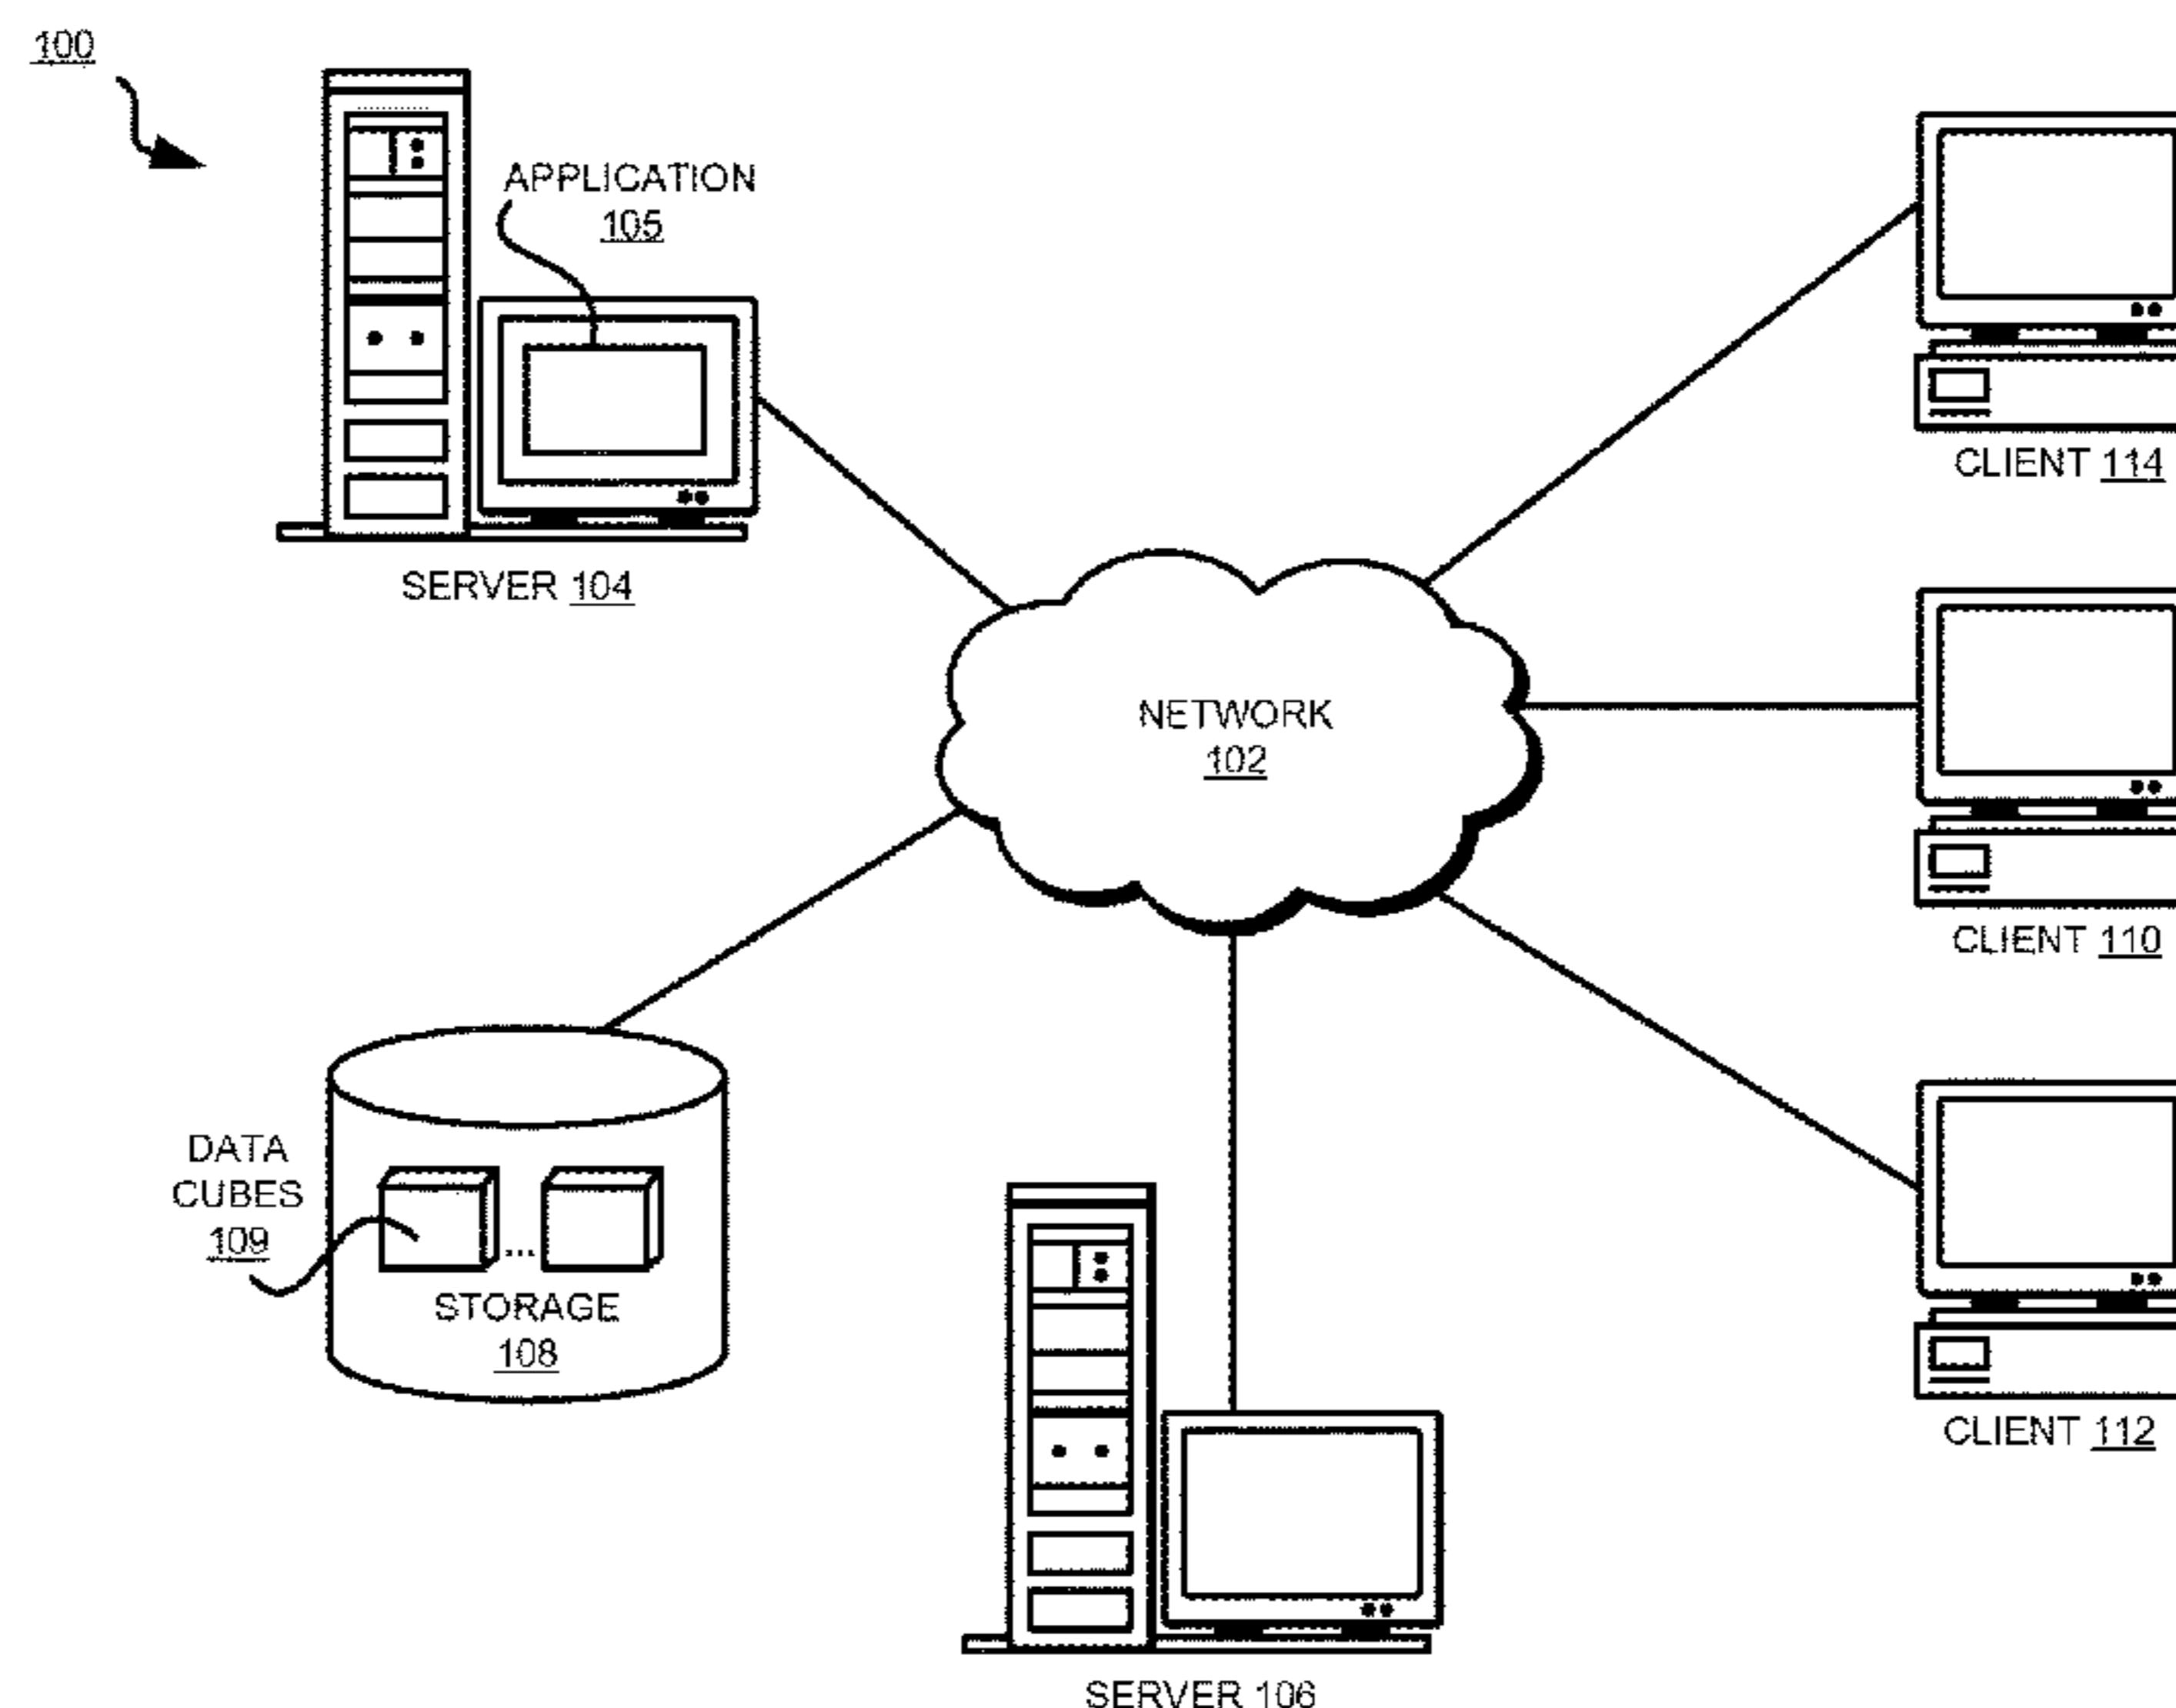 100
APPLICATION
105
SERVER 104
CLIENT 114
NETWORK
102
CLIENT 110
DATA
CUBES
109
...
STORAGE
108
CLIENT 112
SERVER 106